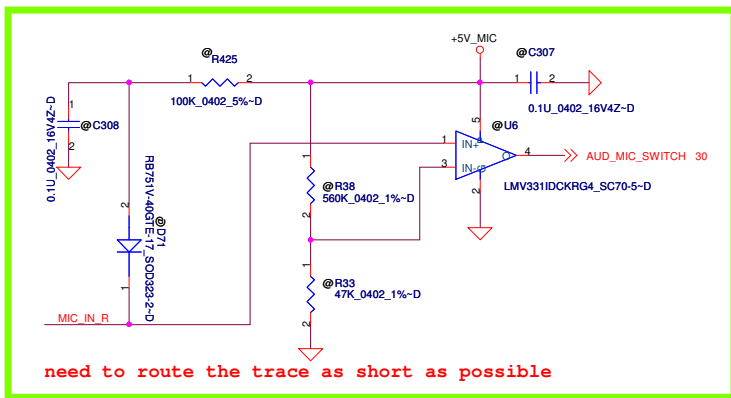 +5V_MIC
@
R425
1
2
100K_0402_5%~D
@C307
1
2
0.1U_0402_16V4Z~D
1
@C308
2
0.1U_0402_16V4Z~D
5
@U6
1
IN+
3
IN-
G
4
O
2
AUD_MIC_SWITCH 30
LMV331IDCKRG4_SC70-5~D
1
@R38
560K_0402_1%~D
2
2
@D71
RB751V-40GTE-17_SOD323-2~D
1
1
@R33
47K_0402_1%~D
2
MIC_IN_R
need to route the trace as short as possible